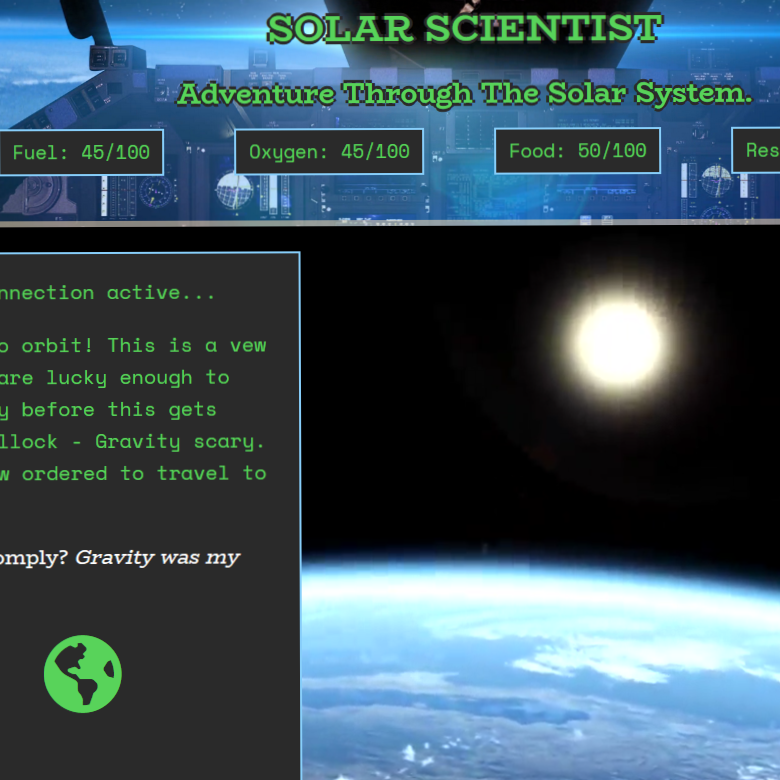 SOLAR SCIENTIST
Adventure Through The Solar System.
Fuel: 45/100
Oxygen: 45/100
Food: 50/100
Res
nnection active...
o orbit! This is a vew
are lucky enough to
y before this gets
llock - Gravity scary.
w ordered to travel to
omply? Gravity was my